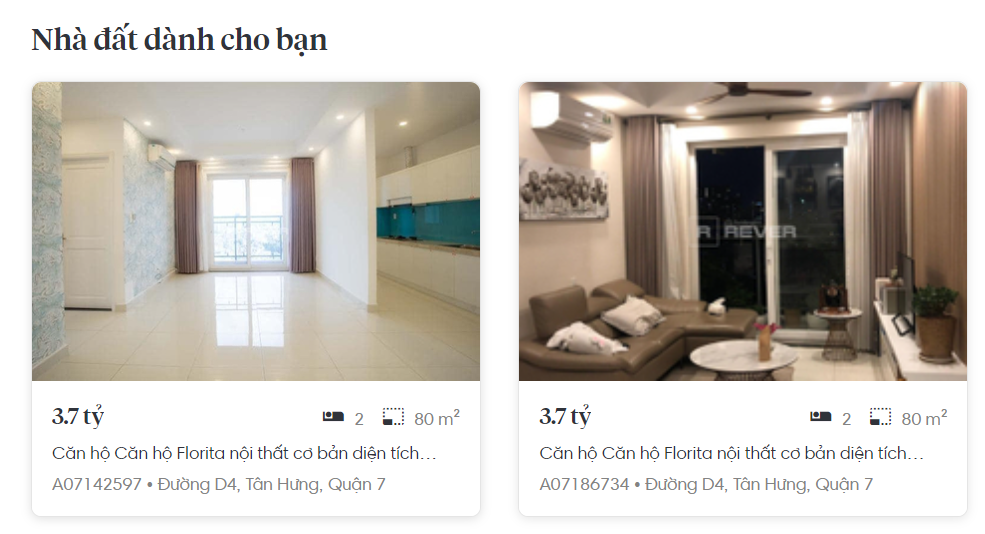 Nhà đất dành cho bạn
REVER
3.7 tỷ 2 80 m²
Căn hộ Căn hộ Florita nội thất cơ bản diện tích...
A07142597 • Đường D4, Tân Hưng, Quận 7
3.7 tỷ 2 80 m²
Căn hộ Căn hộ Florita nội thất cơ bản diện tích...
A07186734 • Đường D4, Tân Hưng, Quận 7